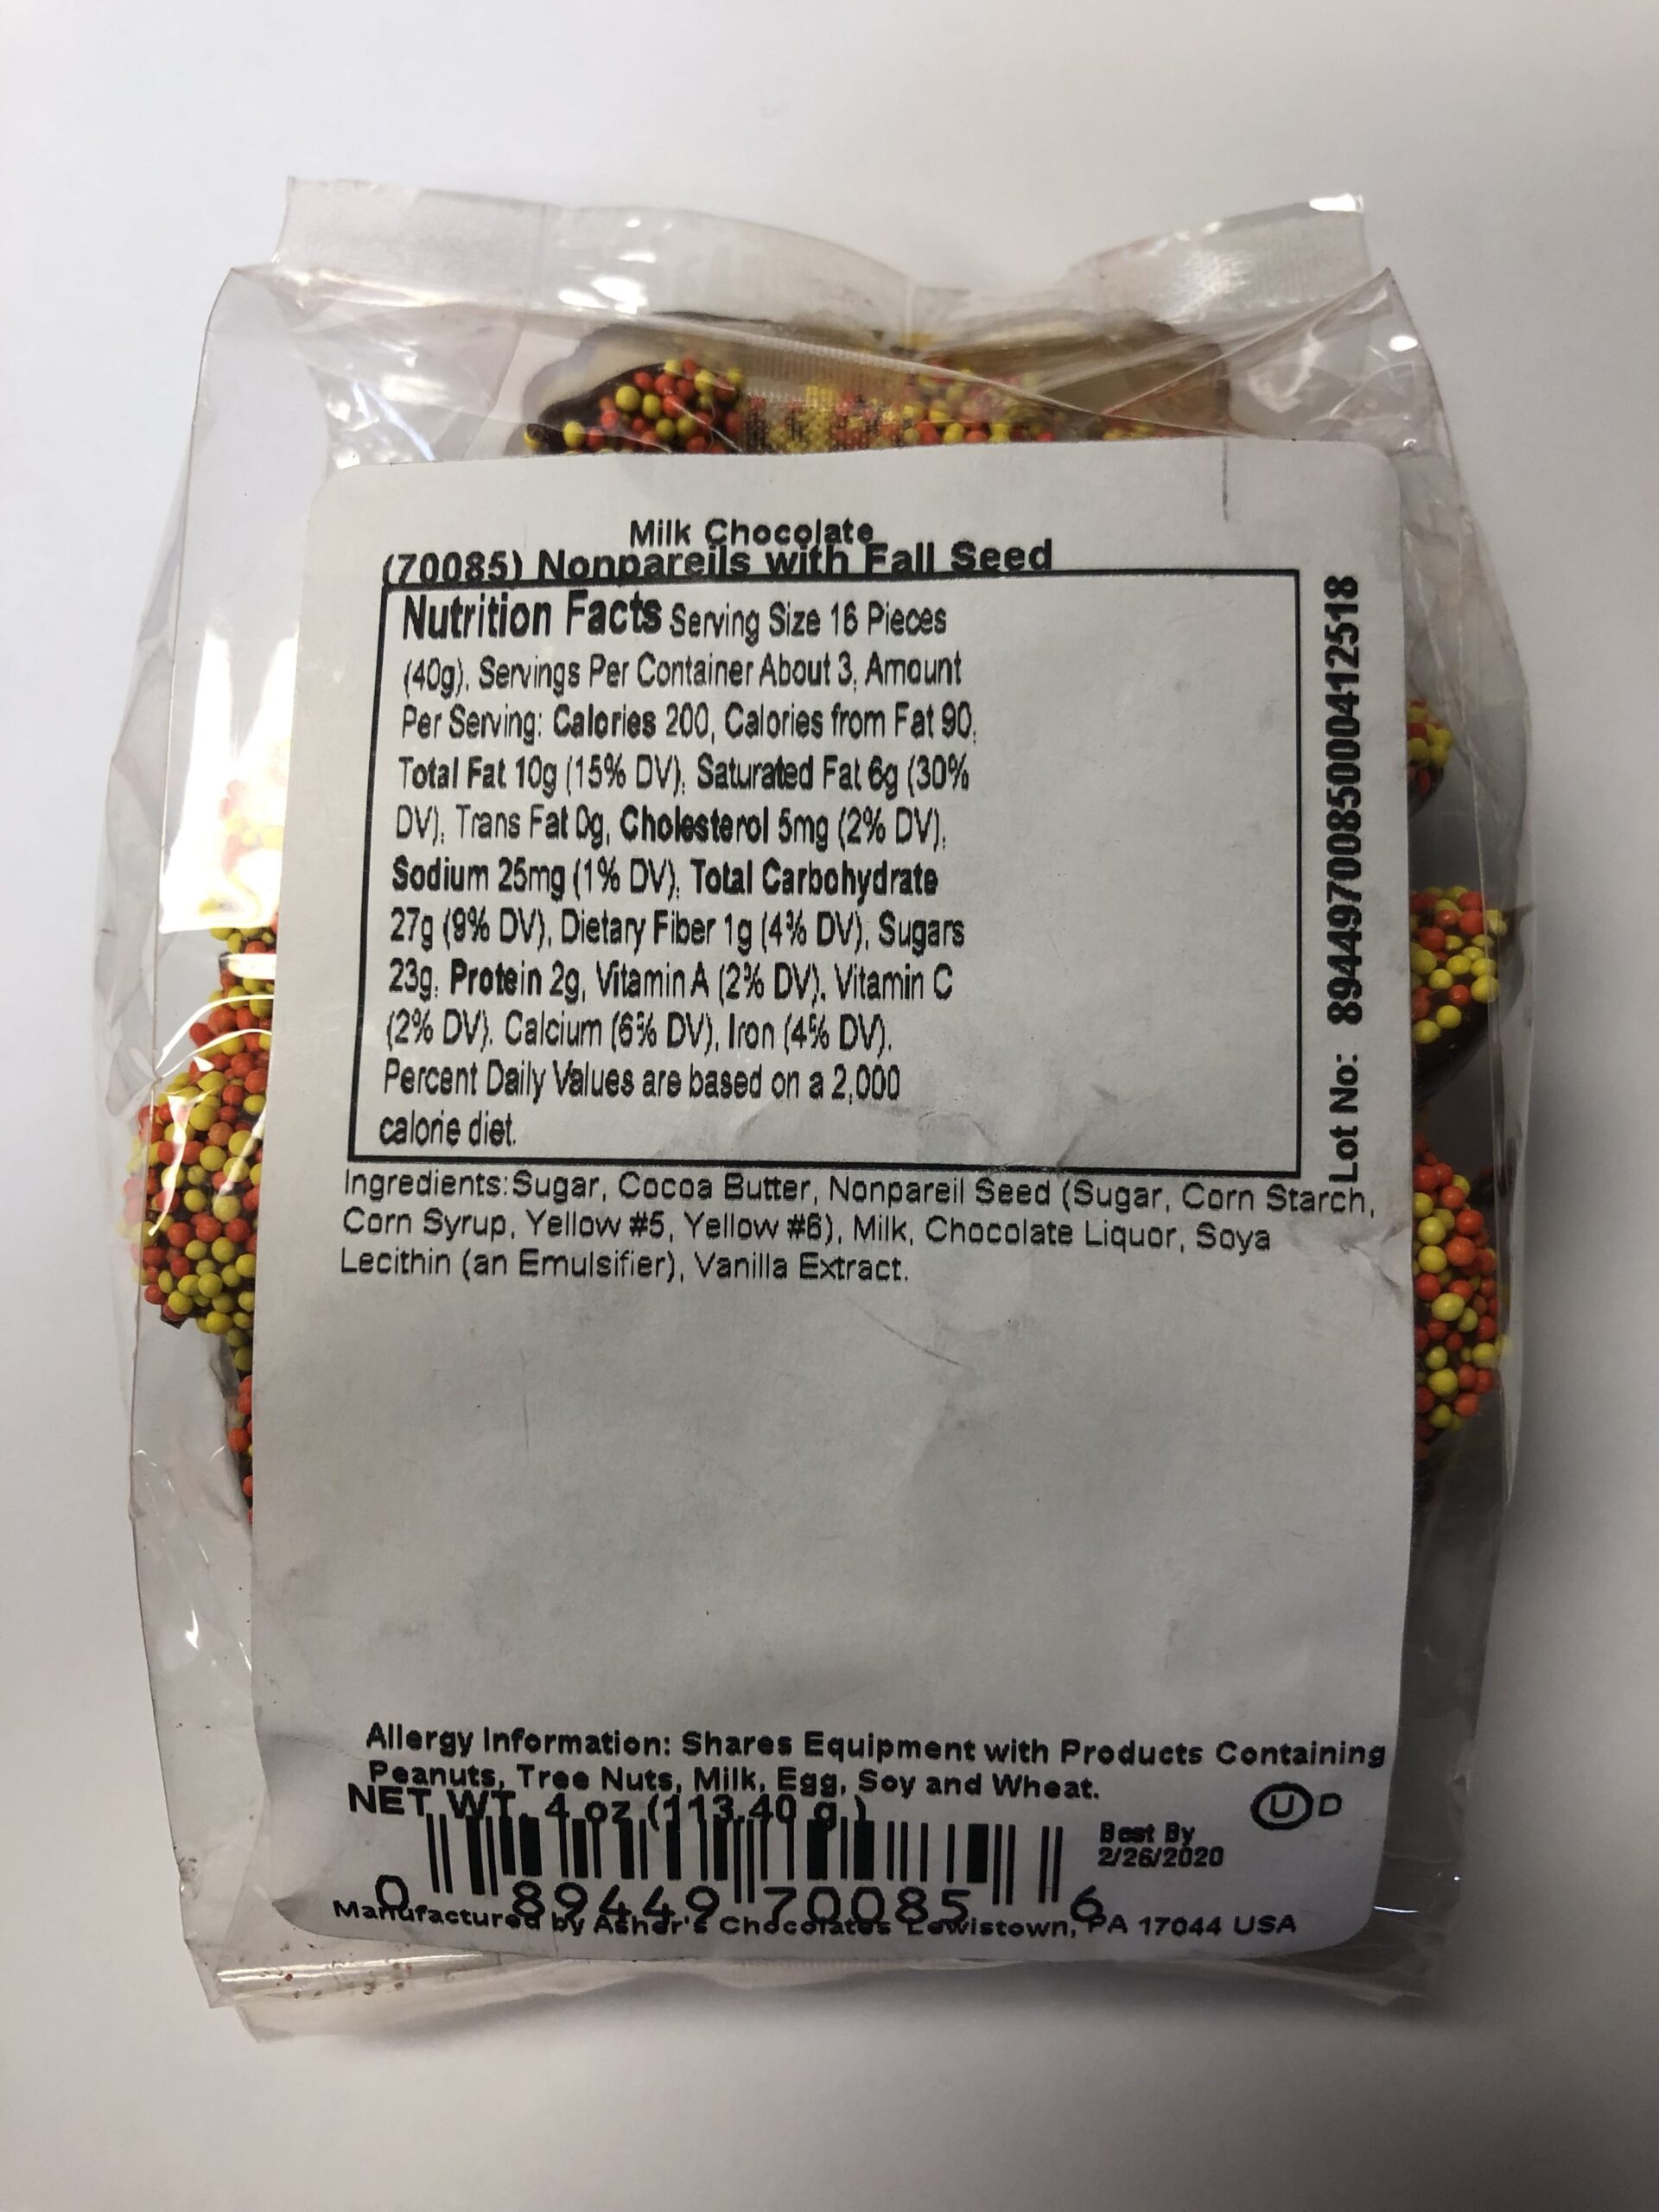 Milk Chocolate
(70085) Nonpareils with Fall Seed
Nutrition Facts Serving Size 16 Pieces
(40g), Servings Per Container About 3, Amount
Per Serving: Calories 200, Calories from Fat 90,
Total Fat 10g (15% DV), Saturated Fat 6g (30%
DV), Trans Fat 0g, Cholesterol 5mg (2% DV),
Sodium 25mg (1% DV), Total Carbohydrate
27g (9% DV), Dietary Fiber 1g (4% DV), Sugars
23g, Protein 2g, Vitamin A (2% DV), Vitamin C
(2% DV), Calcium (6% DV), Iron (4% DV).
Percent Daily Values are based on a 2,000
calorie diet.
Lot No: 894497008500412518
Ingredients:Sugar, Cocoa Butter, Nonpareil Seed (Sugar, Corn Starch,
Corn Syrup, Yellow #5, Yellow #6), Milk, Chocolate Liquor, Soya
Lecithin (an Emulsifier), Vanilla Extract.
Allergy Information: Shares Equipment with Products Containing
Peanuts, Tree Nuts, Milk, Egg, Soy and Wheat.
NET WT. 4 oz (113.40 g.)
U D
Best By
2/26/2020
0 89449 70085 6
Manufactured by Asher's Chocolates Lewistown, PA 17044 USA